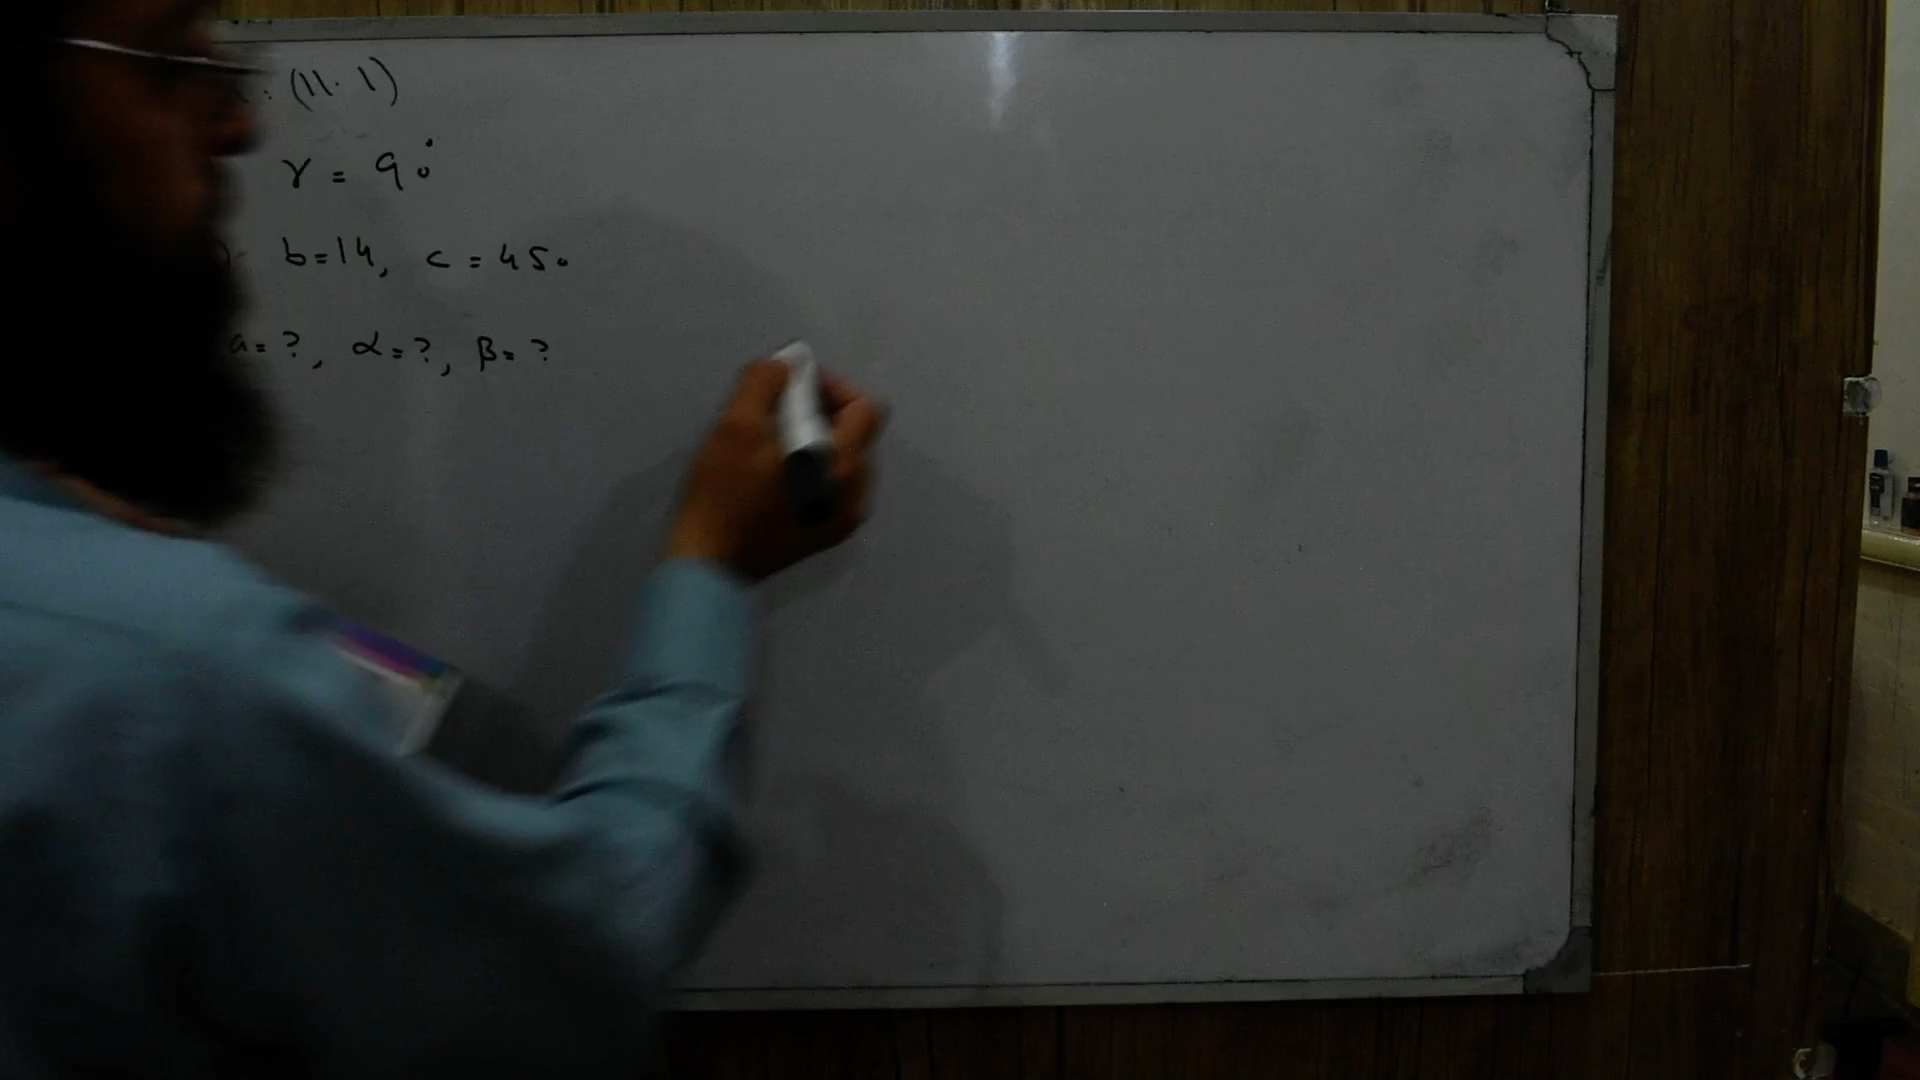 : (11.1)
γ = 90°
b=14, c = 450
a=?, α=?, β=?